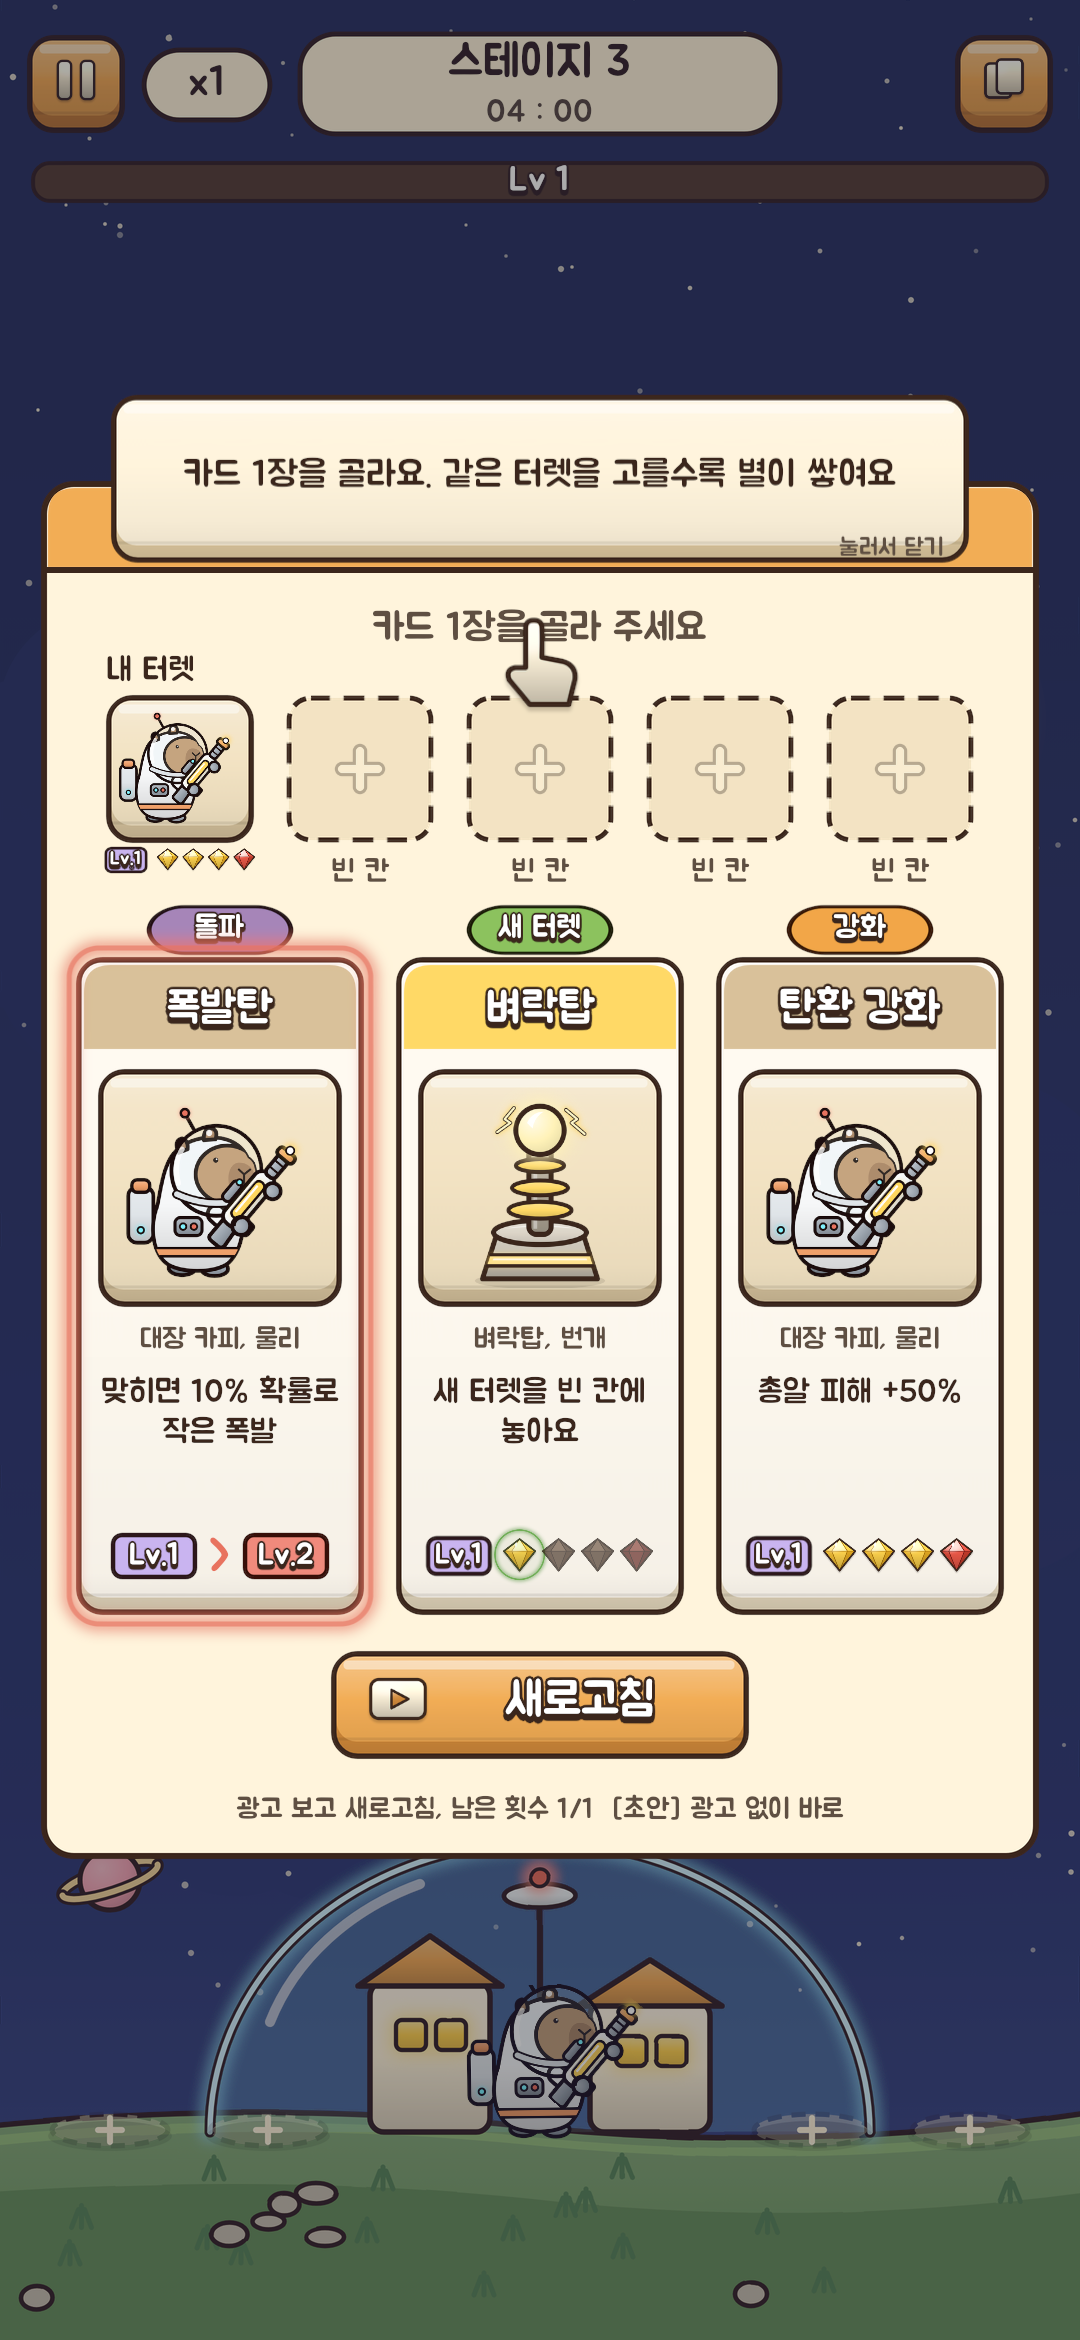 x1
스테이지 3
04 : 00
Lv 1
카드 1장을 골라요. 같은 터렛을 고를수록 별이 쌓여요
눌러서 닫기
카드 1장을 골라 주세요
내 터렛
Lv.1
빈 칸
빈 칸
빈 칸
빈 칸
돌파
폭발탄
대장 카피, 물리
맞히면 10% 확률로
작은 폭발
Lv.1
Lv.2
새 터렛
벼락탑
벼락탑, 번개
새 터렛을 빈 칸에
놓아요
Lv.1
강화
탄환 강화
대장 카피, 물리
총알 피해 +50%
Lv.1
새로고침
광고 보고 새로고침, 남은 횟수 1/1 [초안] 광고 없이 바로